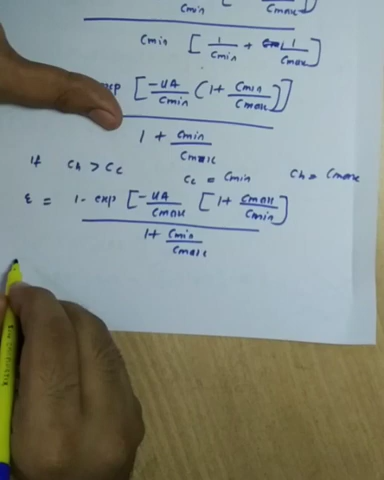 Cmin [ Cmax ]
Cmin [ 1/Cmin + 1/Cmax ]
exp [ -UA/Cmin ( 1 + Cmin/Cmax ) ]
1 + Cmin/Cmax
if Ch > Cc Cc = Cmin Ch = Cmax
ε = 1 - exp [ -UA/Cmax [ 1 + Cmax/Cmin ]
1 + Cmin/Cmax